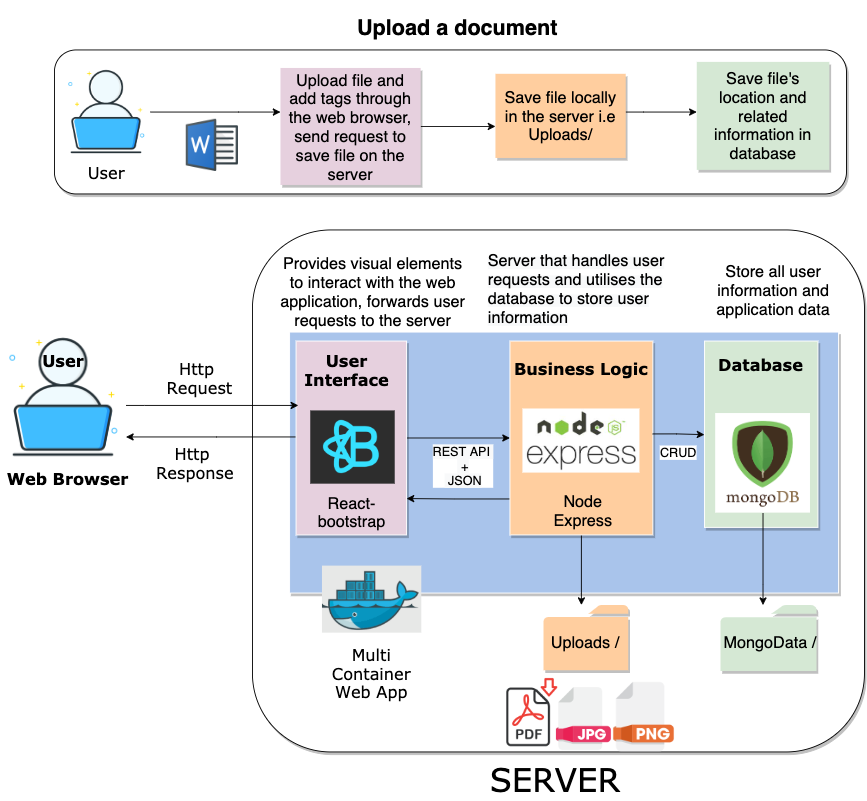 Upload a document
Upload file and
add tags through
the web browser,
send request to
save file on the
server
Save file locally
in the server i.e
Uploads/
Save file's
location and
related
information in
database
W
User
Provides visual elements
to interact with the web
application, forwards user
requests to the server
Server that handles user
requests and utilises the
database to store user
information
Store all user
information and
application data
User
Web Browser
Http
Request
Http
Response
User
Interface
B
React-
bootstrap
REST API
+
JSON
Business Logic
node
JS
express
Node
Express
CRUD
Database
mongoDB
Multi
Container
Web App
Uploads /
MongoData /
PDF
JPG
PNG
SERVER